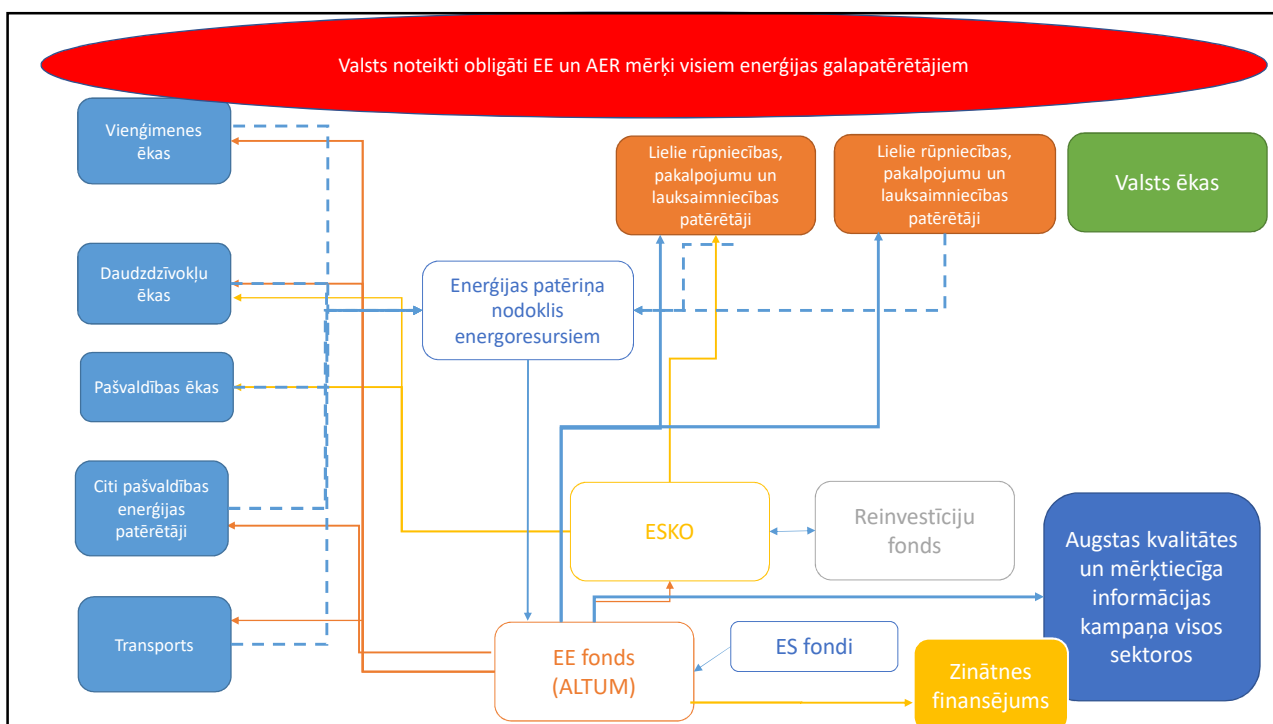 Valsts noteikti obligāti EE un AER mērķi visiem enerģijas galapatērētājiem
Vienģimenes
ēkas
Lielie rūpniecības,
pakalpojumu un
lauksaimniecības
patērētāji
Lielie rūpniecības,
pakalpojumu un
lauksaimniecības
patērētāji
Valsts ēkas
Daudzdzīvokļu
ēkas
Enerģijas patēriņa
nodoklis
energoresursiem
Pašvaldības ēkas
Citi pašvaldības
enerģijas
patērētāji
ESKO
Reinvestīciju
fonds
Augstas kvalitātes
un mērķtiecīga
informācijas
kampaņa visos
sektoros
Transports
EE fonds
(ALTUM)
ES fondi
Zinātnes
finansējums